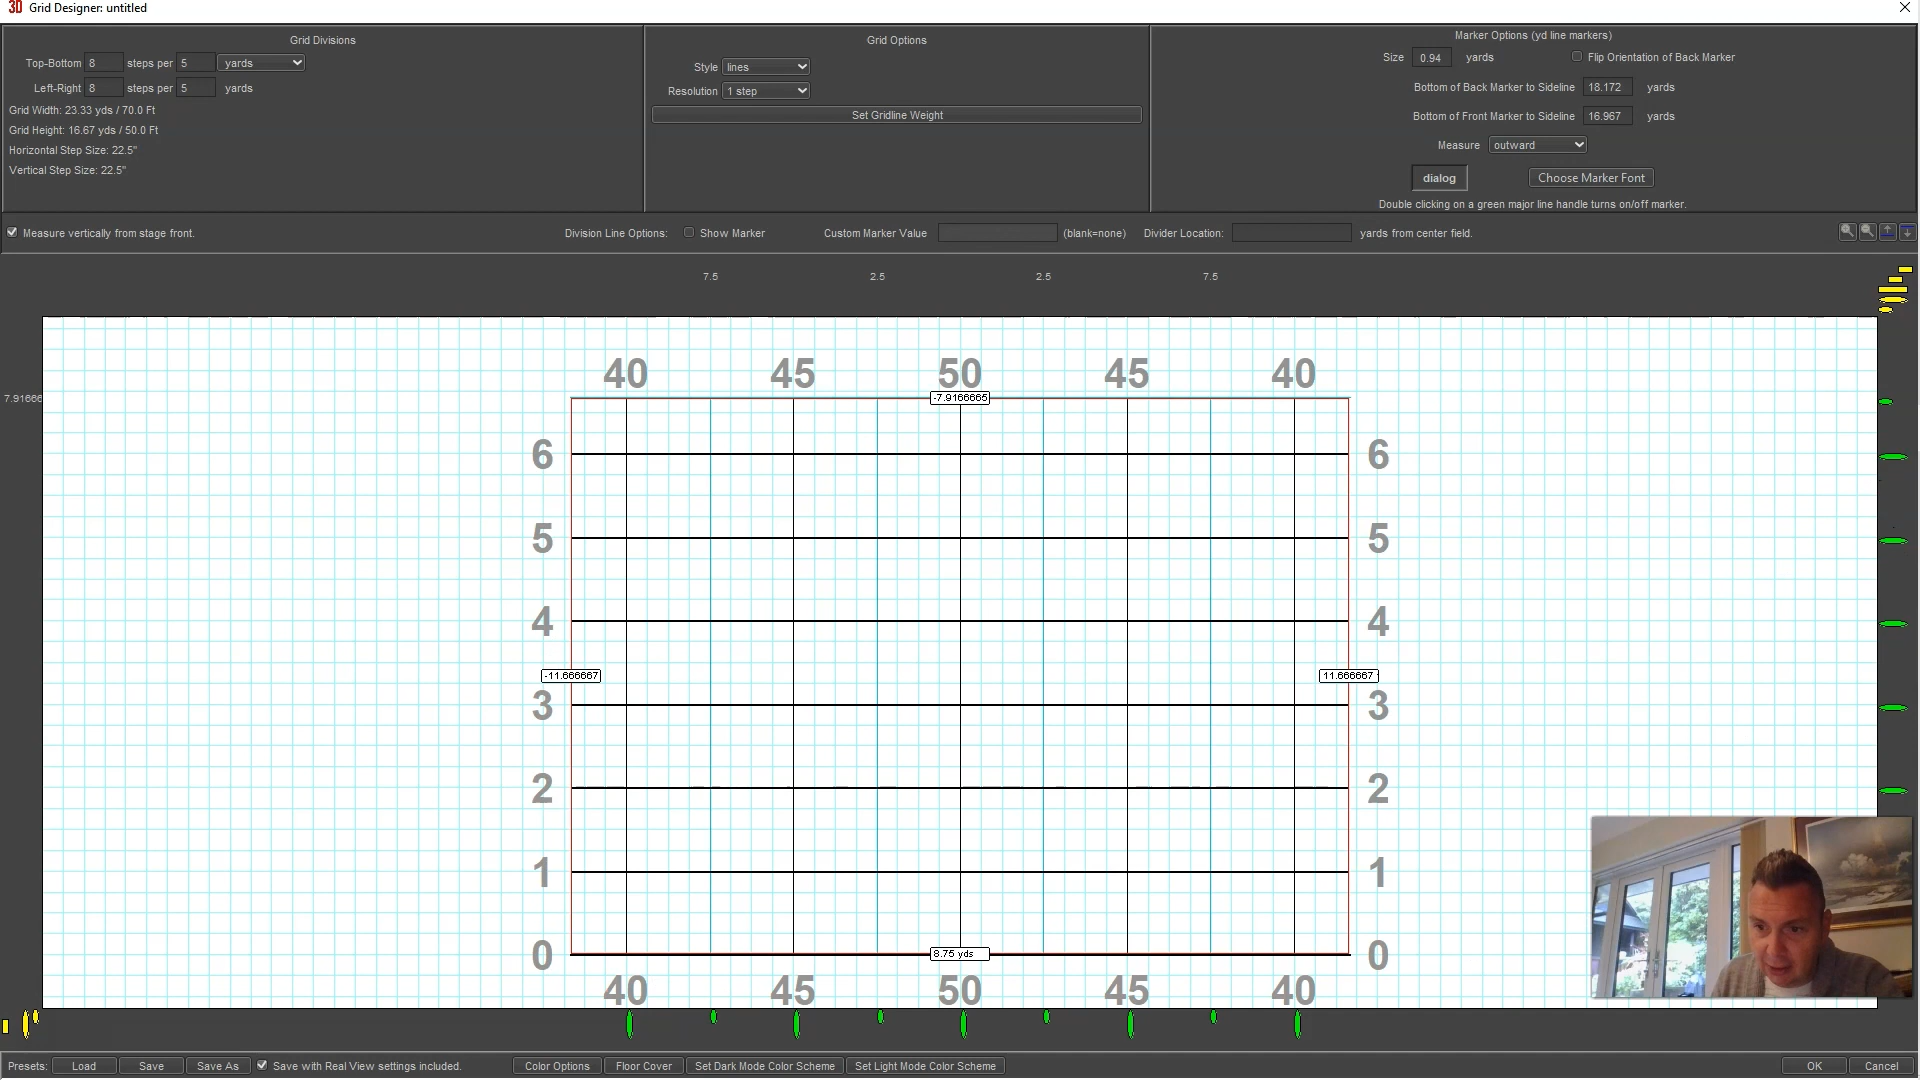 3D Grid Designer: untitled
Grid Divisions
Top-Bottom 8 steps per 5 yards
Left-Right 8 steps per 5 yards
Grid Width: 23.33 yds / 70.0 Ft
Grid Height: 16.67 yds / 50.0 Ft
Horizontal Step Size: 22.5"
Vertical Step Size: 22.5"
Grid Options
Style lines
Resolution 1 step
Set Gridline Weight
Marker Options (yd line markers)
Size 0.94 yards Flip Orientation of Back Marker
Bottom of Back Marker to Sideline 18.172 yards
Bottom of Front Marker to Sideline 16.967 yards
Measure outward
dialog Choose Marker Font
Double clicking on a green major line handle turns on/off marker.
Measure vertically from stage front. Division Line Options: Show Marker Custom Marker Value (blank=none) Divider Location: yards from center field.
7.5 2.5 2.5 7.5
40 45 50 45 40
7.91666 -7.9166665
6 6
5 5
4 4
-11.666667 11.666667
3 3
2 2
1 1
0 8.75 yds 0
40 45 50 45 40
Presets: Load Save Save As Save with Real View settings included. Color Options Floor Cover Set Dark Mode Color Scheme Set Light Mode Color Scheme OK Cancel